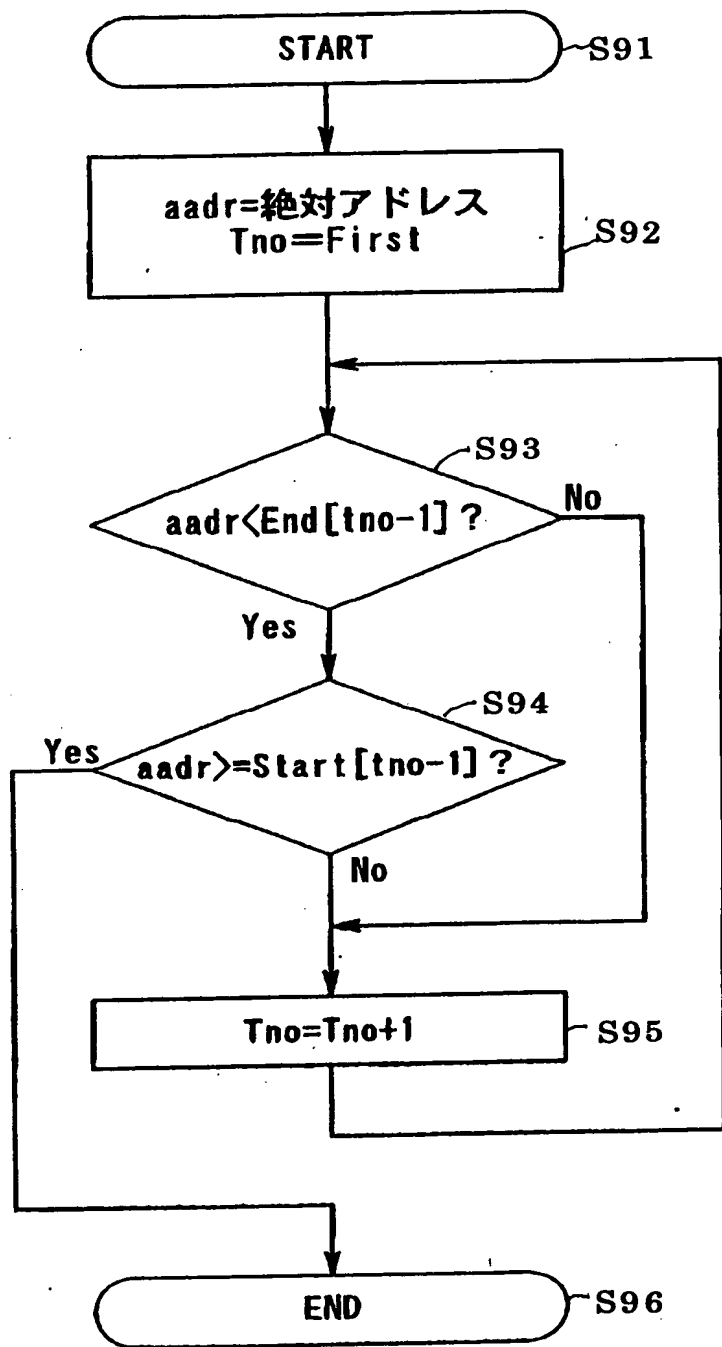 START
S91
aadr=絶対アドレス
Tno=First
S92
S93
aadr<End[tno-1]?
No
Yes
S94
Yes
aadr>=Start[tno-1]?
No
Tno=Tno+1
S95
END
S96